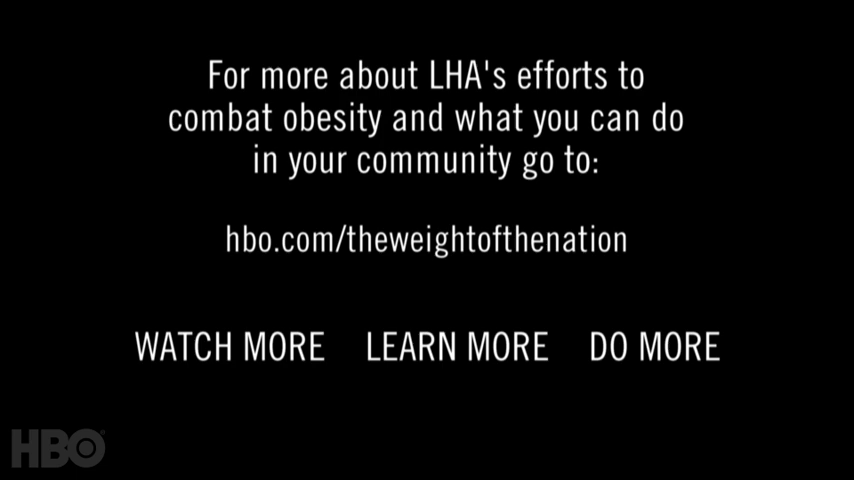 For more about LHA's efforts to
combat obesity and what you can do
in your community go to:
hbo.com/theweightofthenation
WATCH MORE LEARN MORE DO MORE
HBO®